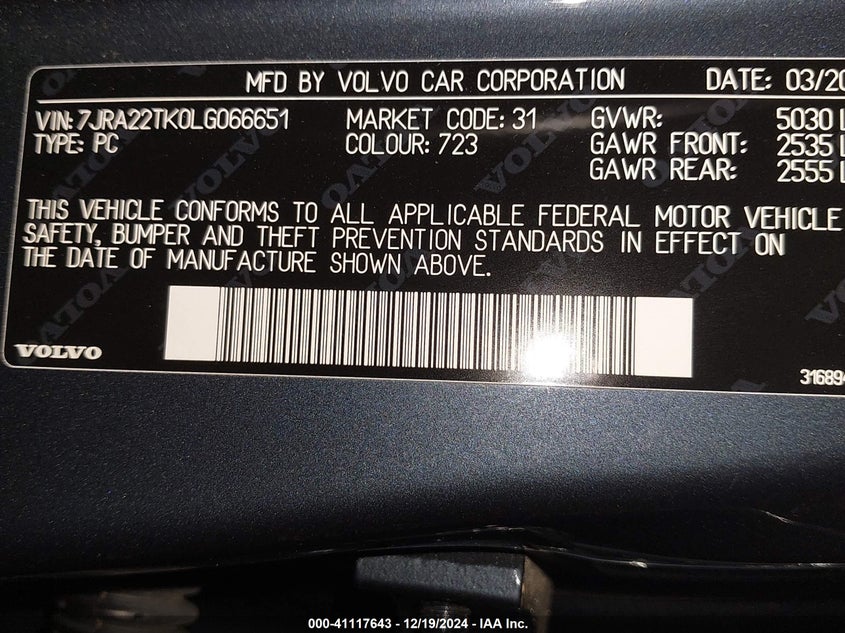 MFD BY VOLVO CAR CORPORATION DATE: 03/20
VIN: 7JRA22TK0LG066651 MARKET CODE: 31 GVWR: 5030 L
TYPE: PC COLOUR: 723 GAWR FRONT: 2535 L
GAWR REAR: 2555 L
THIS VEHICLE CONFORMS TO ALL APPLICABLE FEDERAL MOTOR VEHICLE
SAFETY, BUMPER AND THEFT PREVENTION STANDARDS IN EFFECT ON
THE DATE OF MANUFACTURE SHOWN ABOVE.
VOLVO
31689
000-41117643 - 12/19/2024 - IAA Inc.